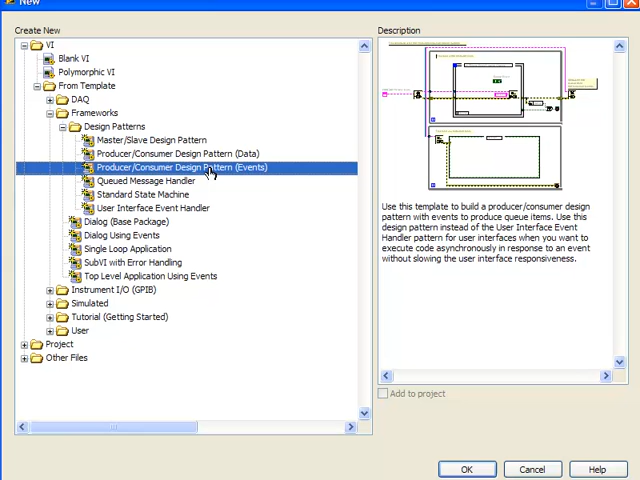 New
Create New
VI
Blank VI
Polymorphic VI
From Template
DAQ
Frameworks
Design Patterns
Master/Slave Design Pattern
Producer/Consumer Design Pattern (Data)
Producer/Consumer Design Pattern (Events)
Queued Message Handler
Standard State Machine
User Interface Event Handler
Dialog (Base Package)
Dialog Using Events
Single Loop Application
SubVI with Error Handling
Top Level Application Using Events
Instrument I/O (GPIB)
Simulated
Tutorial (Getting Started)
User
Project
Other Files
Description
Use this template to build a producer/consumer design
pattern with events to produce queue items. Use this
design pattern instead of the User Interface Event
Handler pattern for user interfaces when you want to
execute code asynchronously in response to an event
without slowing the user interface responsiveness.
Add to project
OK
Cancel
Help